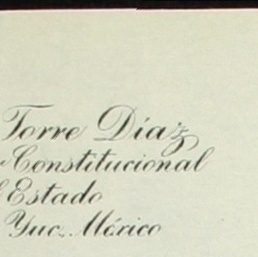 Torre Díaz
Constitucional
Estado
Yuc. México